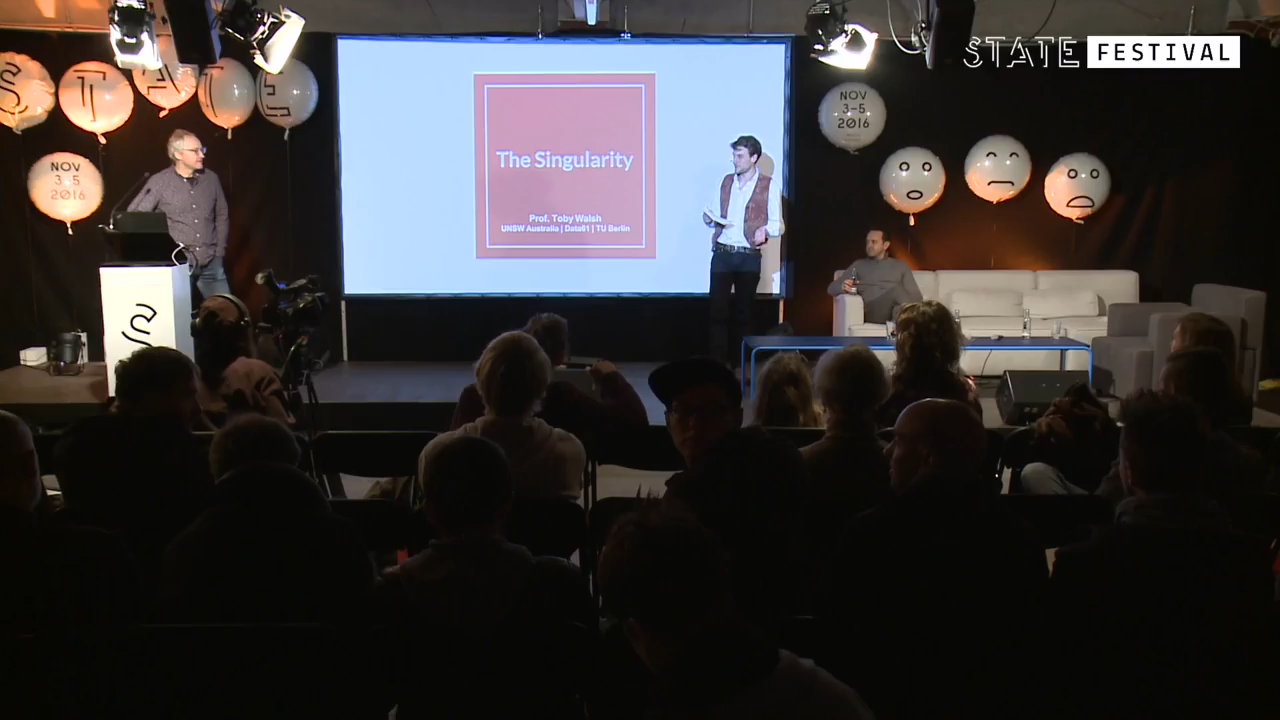 STATE FESTIVAL
S T A T E
NOV
3-5
2016
NOV
3-5
2016
The Singularity
Prof. Toby Walsh
UNSW Australia | Data61 | TU Berlin
S